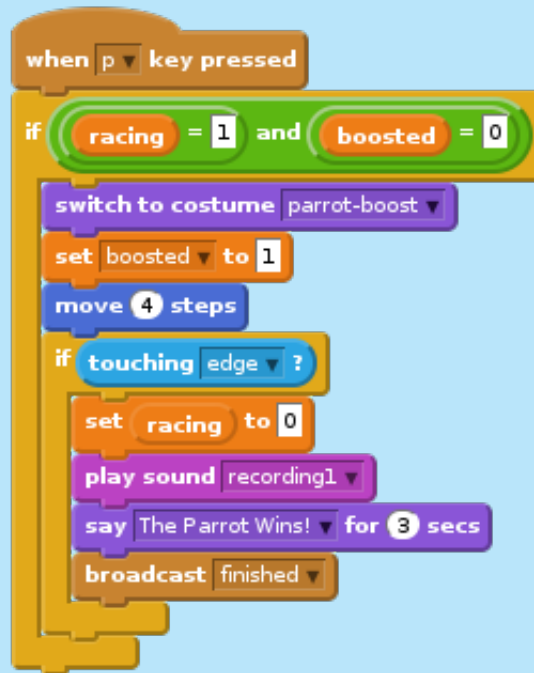 when p key pressed
if racing = 1 and boosted = 0
switch to costume parrot-boost
set boosted to 1
move 4 steps
if touching edge ?
set racing to 0
play sound recording1
say The Parrot Wins! for 3 secs
broadcast finished